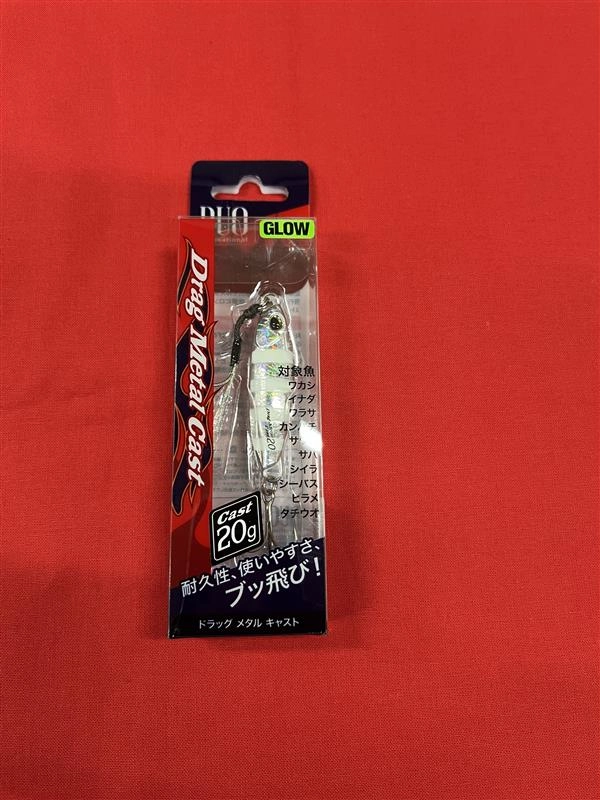 DUO
GLOW
Drag Metal Cast
対象魚
ワカシ
イナダ
ワラサ
シイラ
シーバス
ヒラメ
タチウオ
サバ
20
Cast
20g
耐久性、使いやすさ、
ブッ飛び！
ドラッグ メタル キャスト